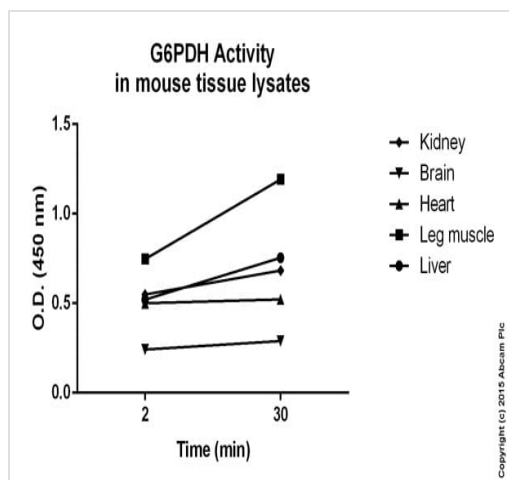 G6PDH Activity
in mouse tissue lysates
1.5
1.0
0.5
0.0
O.D. (450 nm)
2
30
Time (min)
Kidney
Brain
Heart
Leg muscle
Liver
Copyright (c) 2015 Abcam Plc